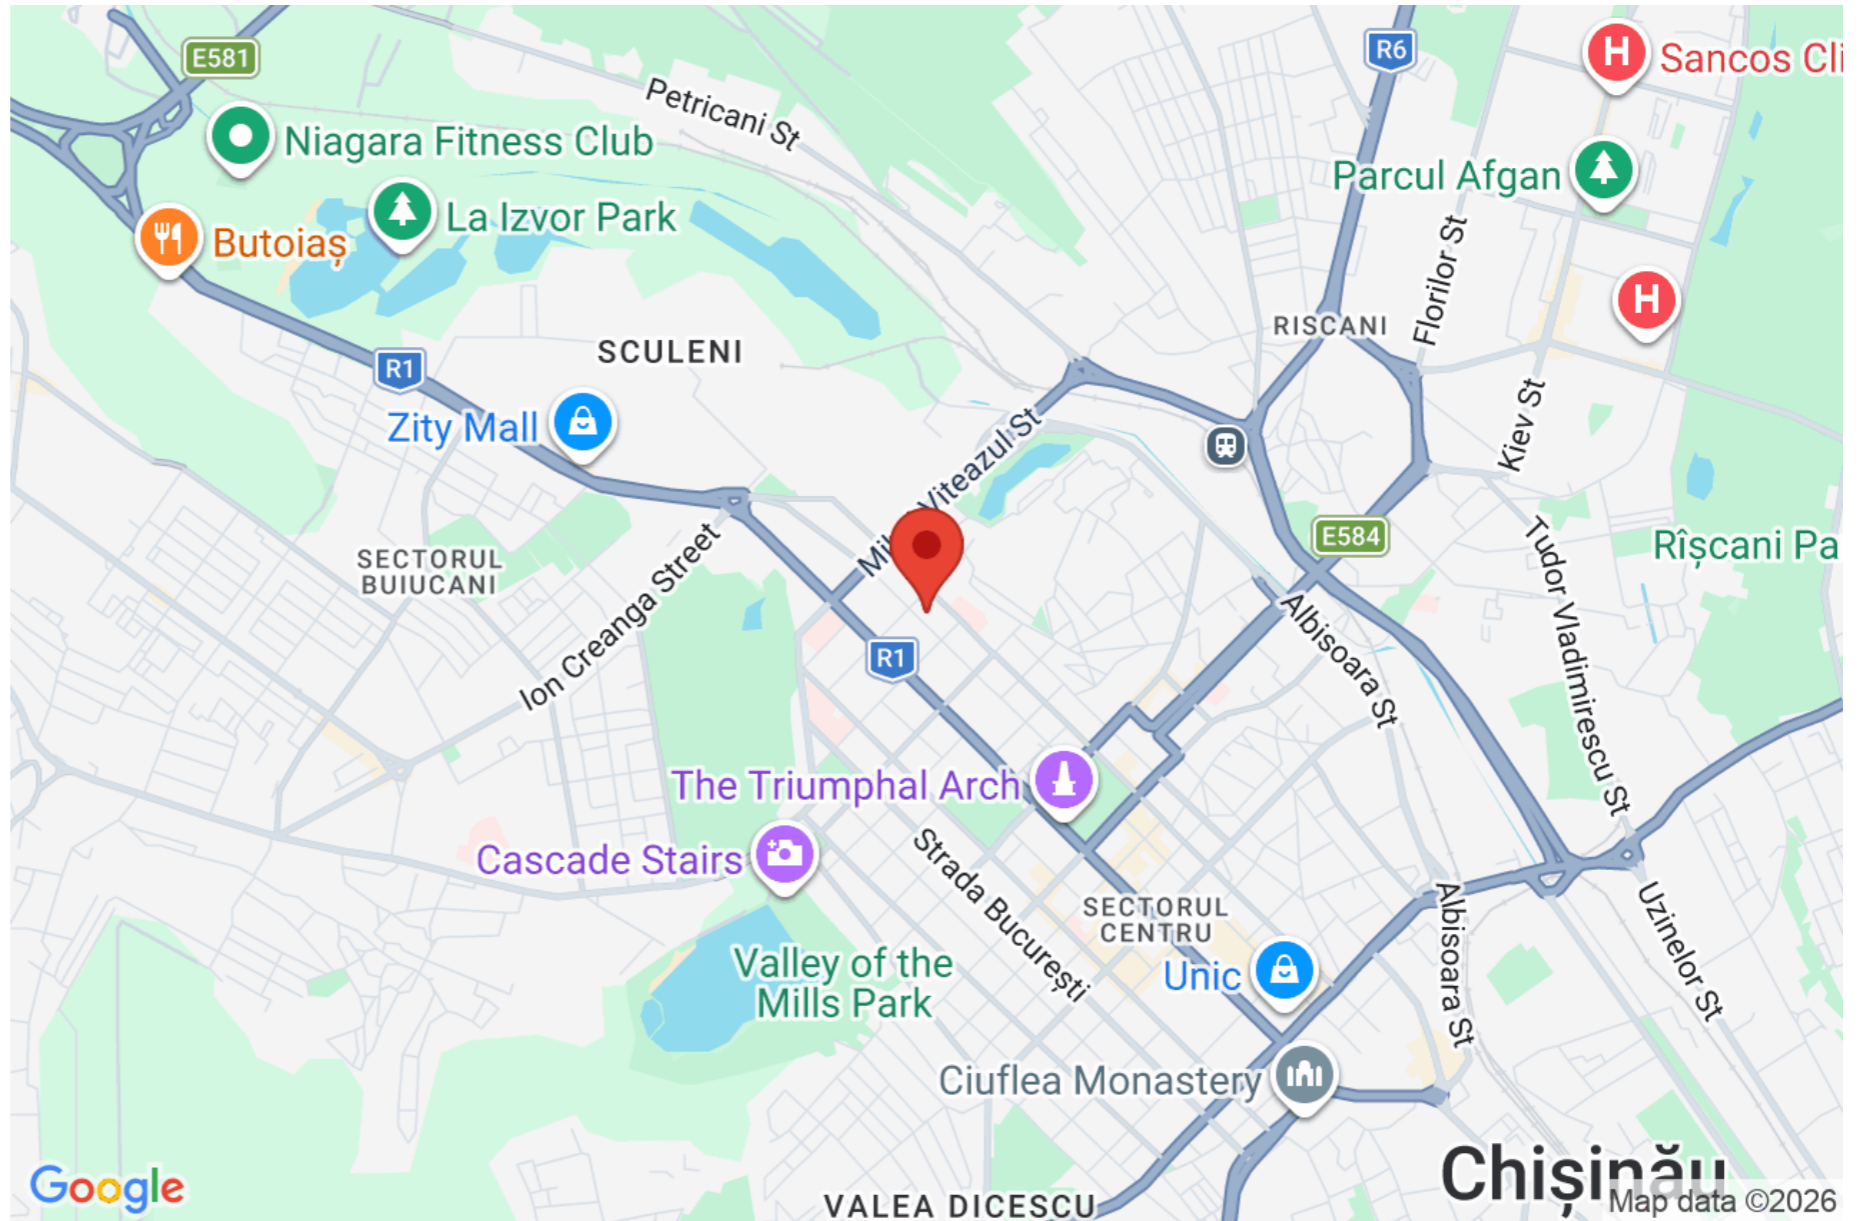 E581
R6
Sancos Cli
Petricani St
Niagara Fitness Club
Parcul Afgan
La Izvor Park
Butoiaș
Florilor St
RISCANI
SCULENI
R1
Zity Mall
Kiev St
Viteazul St
E584
Rîșcani Pa
SECTORUL
BUIUCANI
Ion Creanga Street
Tudor Vladimirescu St
Albisoara St
R1
The Triumphal Arch
Cascade Stairs
Strada București
SECTORUL
CENTRU
Albisoara St
Uzinelor St
Valley of the
Mills Park
Unic
Ciuflea Monastery
Chișinău
Google
Map data ©2026
VALEA DICESCU